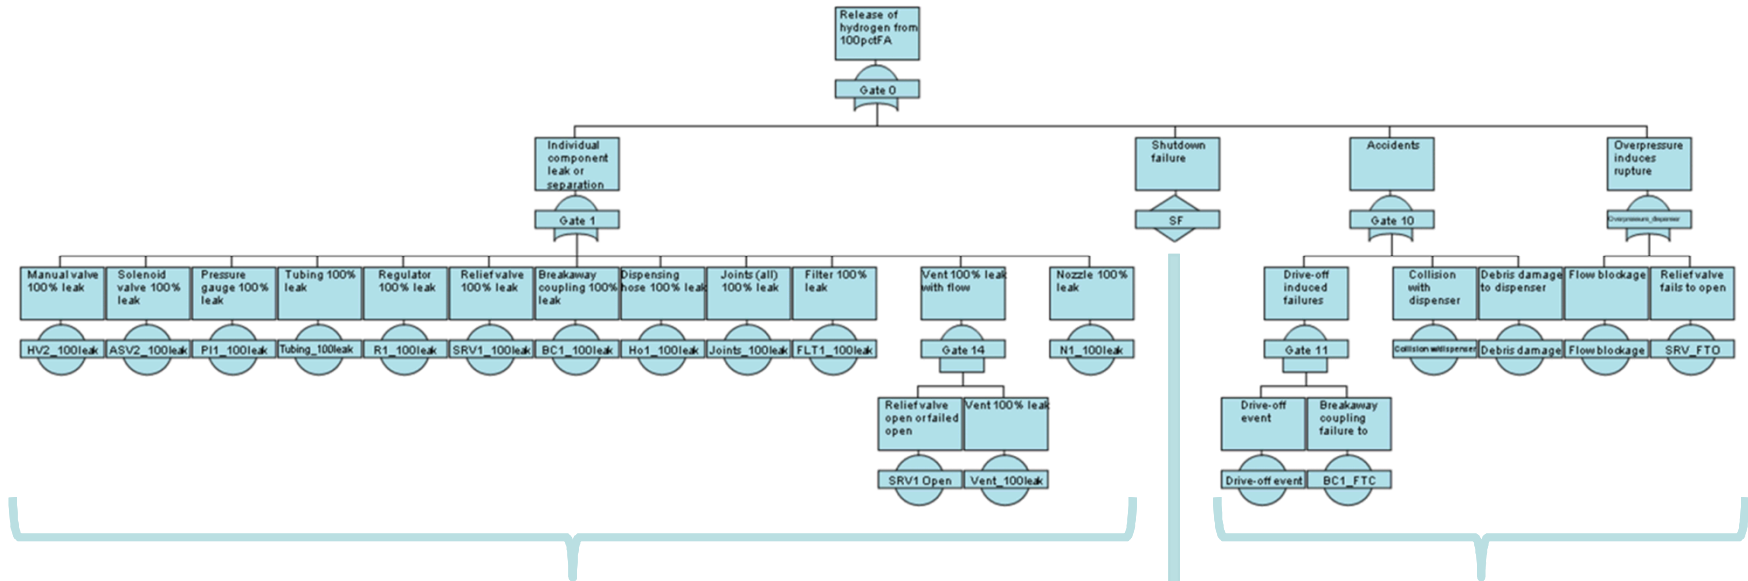 Release of
hydrogen from
100pctFA
Gate 0
Individual
component
leak or
separation
Gate 1
Shutdown
failure
SF
Accidents
Gate 10
Overpressure
induces
rupture
Overpressure_dispenser
Manual valve
100% leak
HV2_100leak
Solenoid
valve 100%
leak
ASV2_100leak
Pressure
gauge 100%
leak
PI1_100leak
Tubing 100%
leak
Tubing_100leak
Regulator
100% leak
R1_100leak
Relief valve
100% leak
SRV1_100leak
Breakaway
coupling 100%
leak
BC1_100leak
Dispensing
hose 100% leak
Ho1_100leak
Joints (all)
100% leak
Joints_100leak
Filter 100%
leak
FLT1_100leak
Vent 100% leak
with flow
Gate 14
Nozzle 100%
leak
N1_100leak
Relief valve
open or failed
open
SRV1 Open
Vent 100% leak
Vent_100leak
Drive-off
induced
failures
Gate 11
Collision
with
dispenser
Collision w/dispenser
Debris damage
to dispenser
Debris damage
Flow blockage
Flow blockage
Relief valve
fails to open
SRV_FTO
Drive-off
event
Drive-off event
Breakaway
coupling
failure to
BC1_FTC